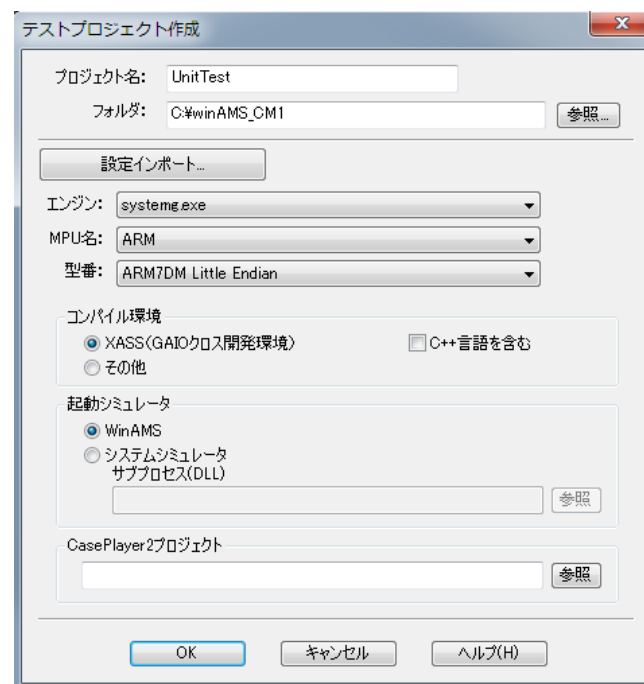 テストプロジェクト作成
プロジェクト名: UnitTest
フォルダ: C:¥winAMS_CM1 参照...
設定インポート...
エンジン: systemg.exe
MPU名: ARM
型番: ARM7DM Little Endian
コンパイル環境
XASS(GAIOクロス開発環境) C++言語を含む
その他
起動シミュレータ
WinAMS
システムシミュレータ
サブプロセス(DLL)
参照
CasePlayer2プロジェクト
参照
OK キャンセル ヘルプ(H)